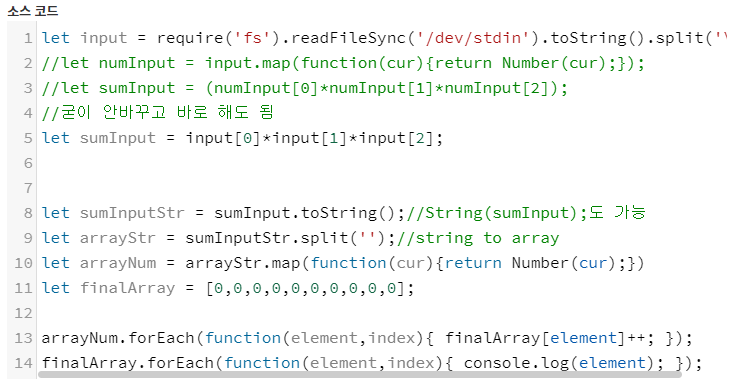 소스 코드
1 let input = require('fs').readFileSync('/dev/stdin').toString().split('\
2 //let numInput = input.map(function(cur){return Number(cur);});
3 //let sumInput = (numInput[0]*numInput[1]*numInput[2]);
4 //굳이 안바꾸고 바로 해도 됨
5 let sumInput = input[0]*input[1]*input[2];
6
7
8 let sumInputStr = sumInput.toString();//String(sumInput);도 가능
9 let arrayStr = sumInputStr.split('');//string to array
10 let arrayNum = arrayStr.map(function(cur){return Number(cur);})
11 let finalArray = [0,0,0,0,0,0,0,0,0,0];
12
13 arrayNum.forEach(function(element,index){ finalArray[element]++; });
14 finalArray.forEach(function(element,index){ console.log(element); });